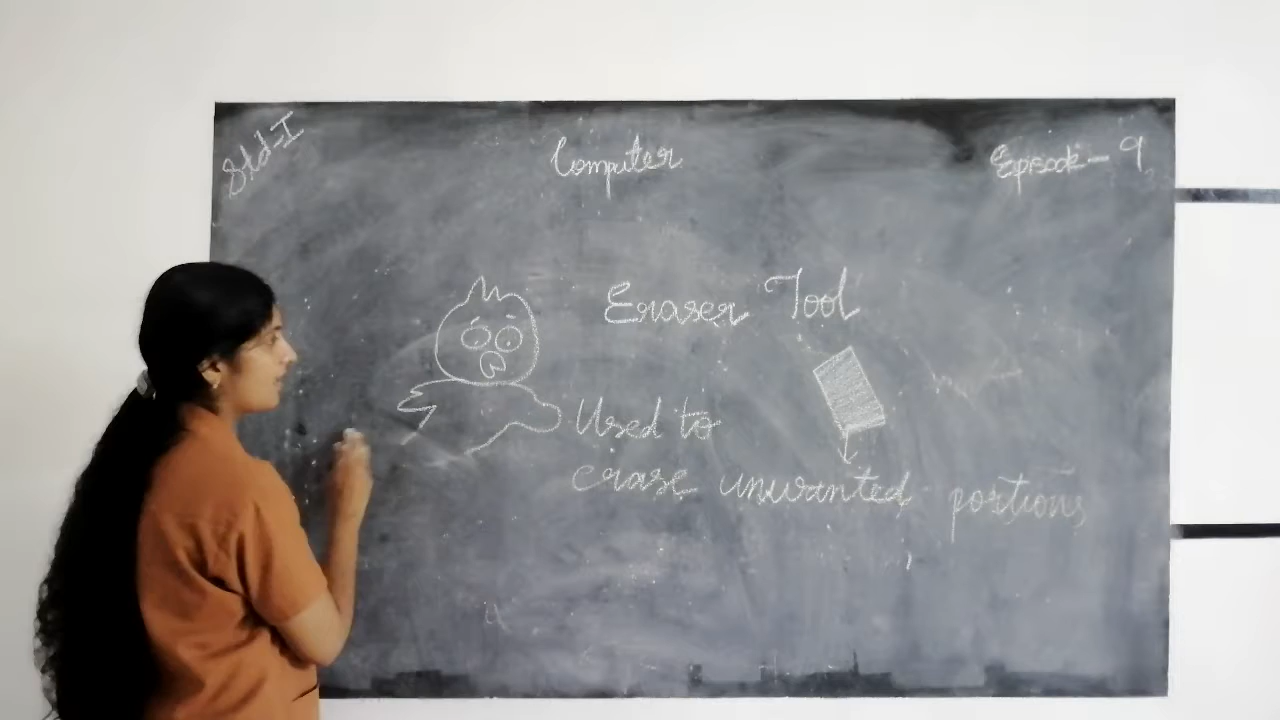 Std-I
Computer
Episode-9
Eraser Tool
Used to
erase unwanted portions